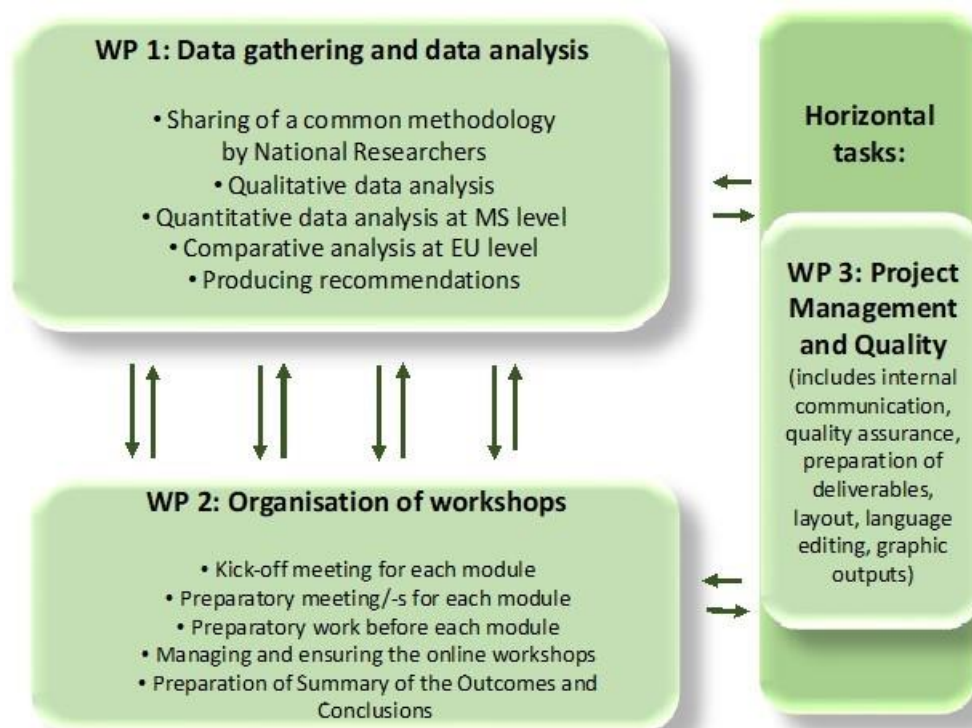 WP 1: Data gathering and data analysis
• Sharing of a common methodology
by National Researchers
• Qualitative data analysis
• Quantitative data analysis at MS level
• Comparative analysis at EU level
• Producing recommendations
WP 2: Organisation of workshops
• Kick-off meeting for each module
• Preparatory meeting/-s for each module
• Preparatory work before each module
• Managing and ensuring the online workshops
• Preparation of Summary of the Outcomes and
Conclusions
Horizontal
tasks:
WP 3: Project
Management
and Quality
(includes internal
communication,
quality assurance,
preparation of
deliverables,
layout, language
editing, graphic
outputs)